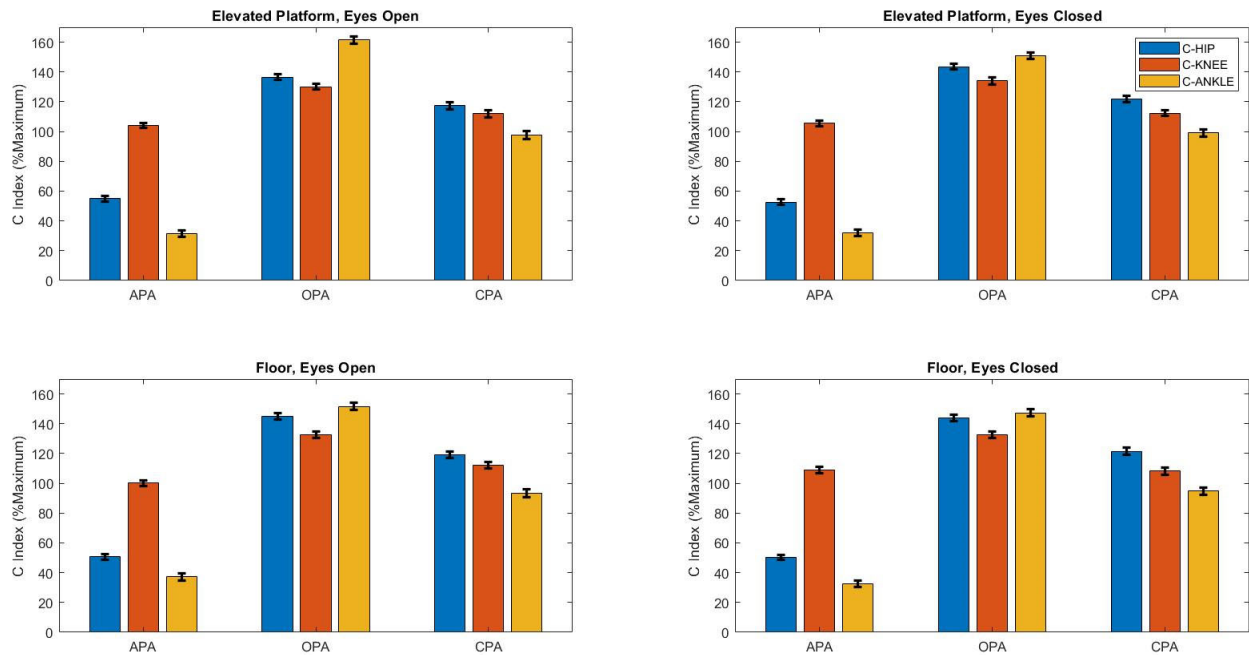 Elevated Platform, Eyes Open
C Index (%Maximum)
160
140
120
100
80
60
40
20
0
APA OPA CPA
Elevated Platform, Eyes Closed
C-HIP
C-KNEE
C-ANKLE
C Index (%Maximum)
160
140
120
100
80
60
40
20
0
APA OPA CPA
Floor, Eyes Open
C Index (%Maximum)
160
140
120
100
80
60
40
20
0
APA OPA CPA
Floor, Eyes Closed
C Index (%Maximum)
160
140
120
100
80
60
40
20
0
APA OPA CPA